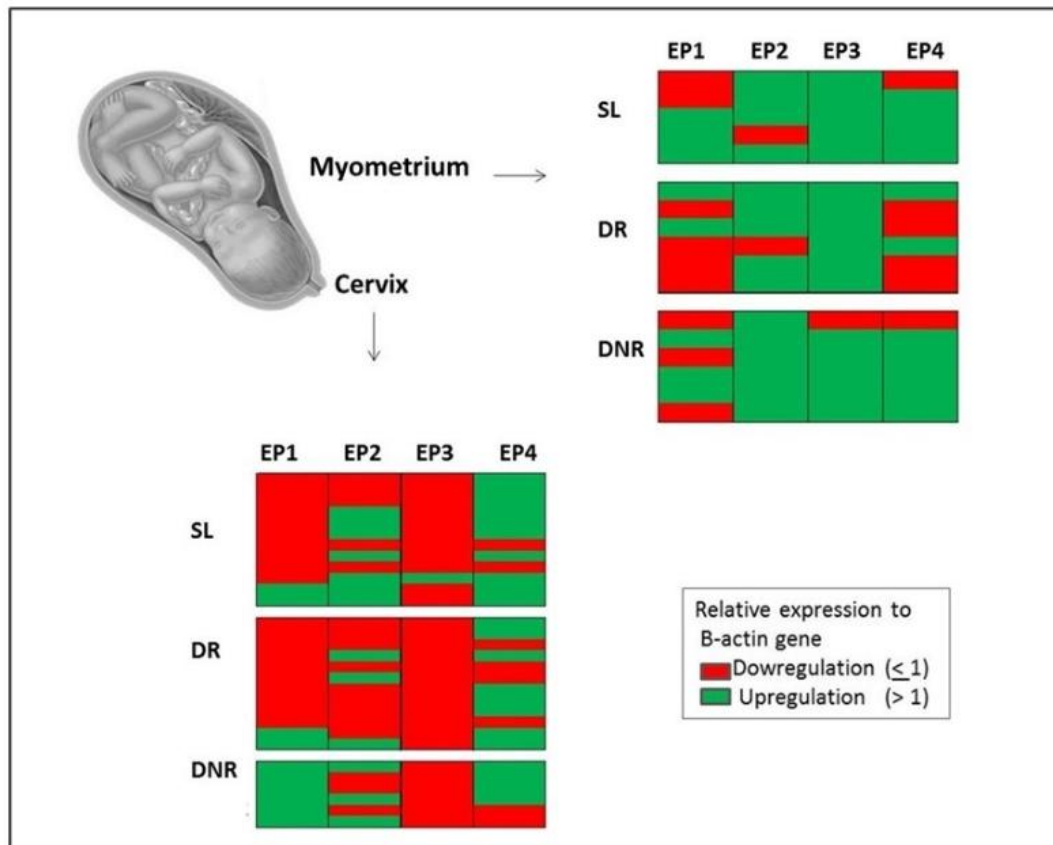 EP1 EP2 EP3 EP4
SL
Myometrium
DR
Cervix
DNR
EP1 EP2 EP3 EP4
SL
DR
DNR
Relative expression to
B-actin gene
Dowregulation (≤ 1)
Upregulation (> 1)